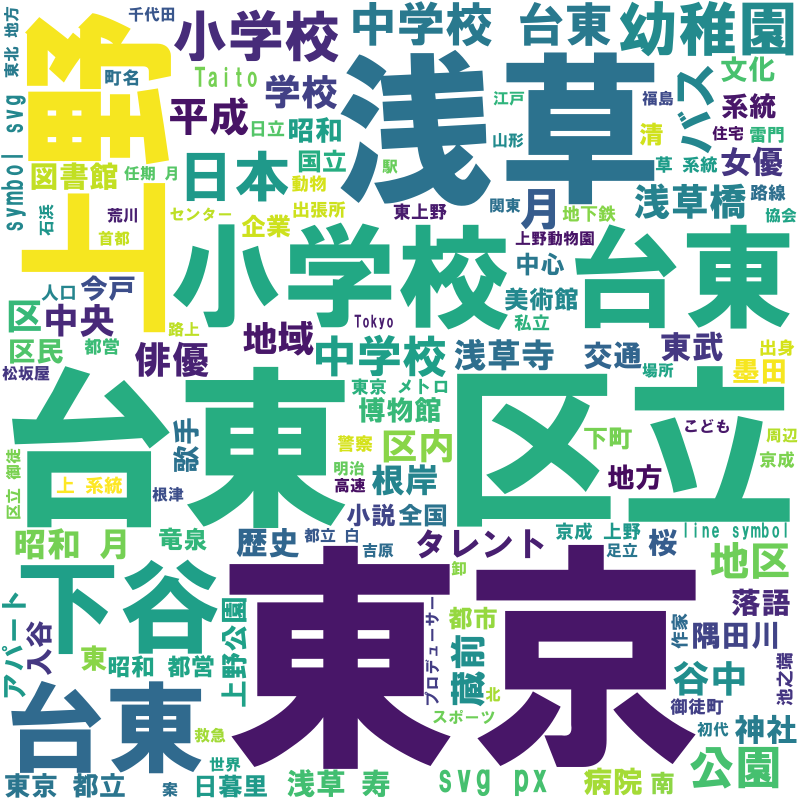 東北 地方
千代田
小学校
中学校
台東
幼稚園
町名
Taito
学校
江戸
福島
文化
symbol svg
野
上
平成
日立
昭和
浅草
山形
清
バス
系統
住宅
雷門
図書館
任期 月
日本
国立
駅
草 系統
女優
石浜
荒川
センター
動物
出張所
企業
東上野
関東
月
地下鉄
浅草橋
路線
協会
首都
小学校
上野動物園
台東
人口
今戸
中心
美術館
区
中央
路上
地域
Tokyo
私立
区民
都営
俳優
中学校
浅草寺
交通
東武
出身
墨田
松坂屋
場所
台東
区立
東京 メトロ
博物館
歌手
警察
区内
下町
こども
周辺
京成
区立 御徒
上 系統
根津
明治
高速
根岸
地方
小説
全国
昭和 月
竜泉
歴史
都立 白
吉原
タレント
京成 上野
足立
桜
line symbol
地区
下谷
東京
卸
アパート
入谷
東
昭和 都営
上野公園
プロデューサー
都市
蔵前
作家
落語
隅田川
池之端
谷中
台東
救急
北
スポーツ
御徒町
初代
神社
世界
東京 都立
案
日暮里
浅草 寿
svg px
病院
南
公園